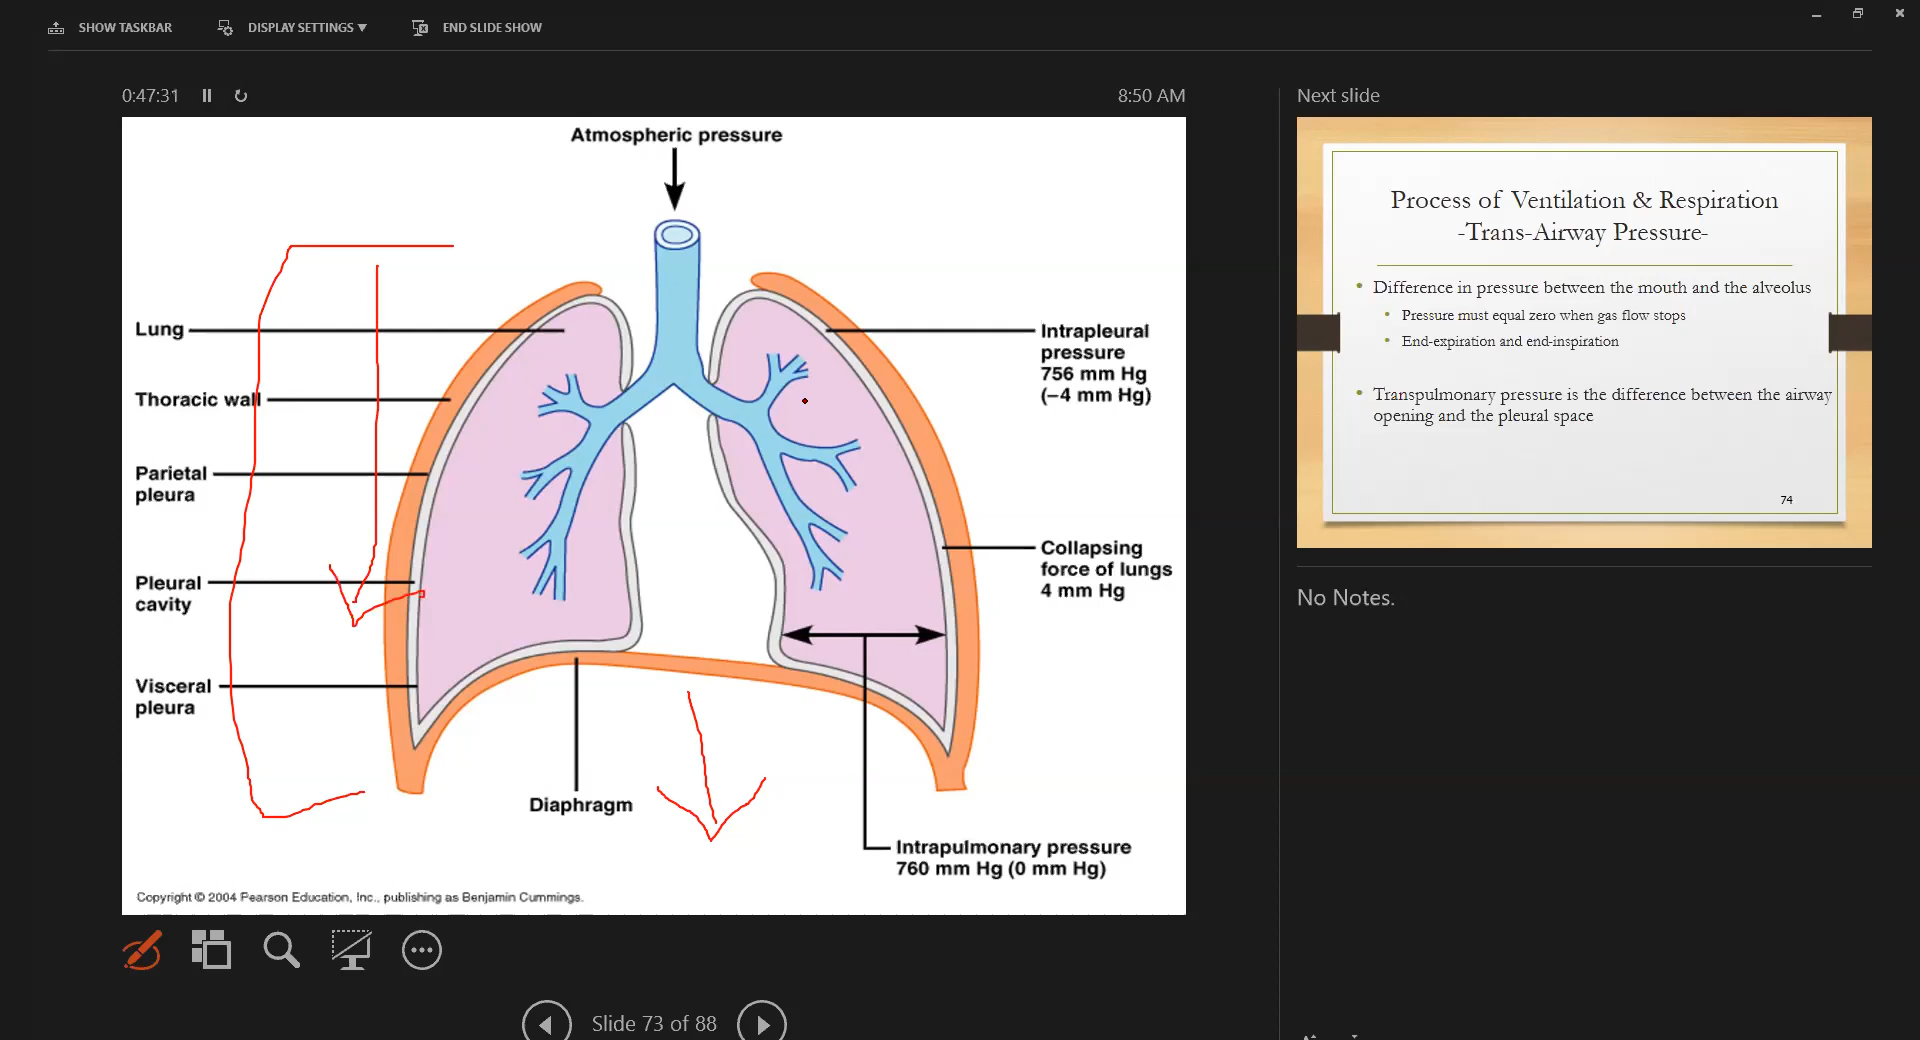 SHOW TASKBAR
DISPLAY SETTINGS
END SLIDE SHOW
0:47:31
8:50 AM
Atmospheric pressure
Lung
Thoracic wall
Parietal
pleura
Pleural
cavity
Visceral
pleura
Diaphragm
Intrapleural
pressure
756 mm Hg
(−4 mm Hg)
Collapsing
force of lungs
4 mm Hg
Intrapulmonary pressure
760 mm Hg (0 mm Hg)
Copyright © 2004 Pearson Education, Inc., publishing as Benjamin Cummings.
Slide 73 of 88
Next slide
Process of Ventilation & Respiration
-Trans-Airway Pressure-
• Difference in pressure between the mouth and the alveolus
• Pressure must equal zero when gas flow stops
• End-expiration and end-inspiration
• Transpulmonary pressure is the difference between the airway
opening and the pleural space
74
No Notes.